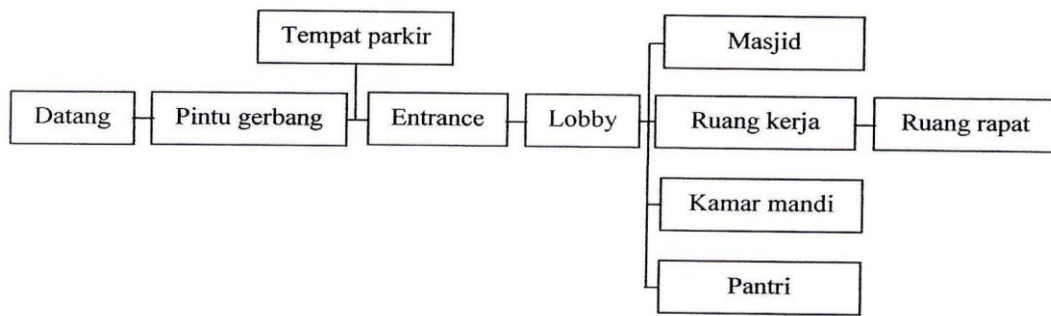 Tempat parkir
Masjid
Datang
Pintu gerbang
Entrance
Lobby
Ruang kerja
Ruang rapat
Kamar mandi
Pantri